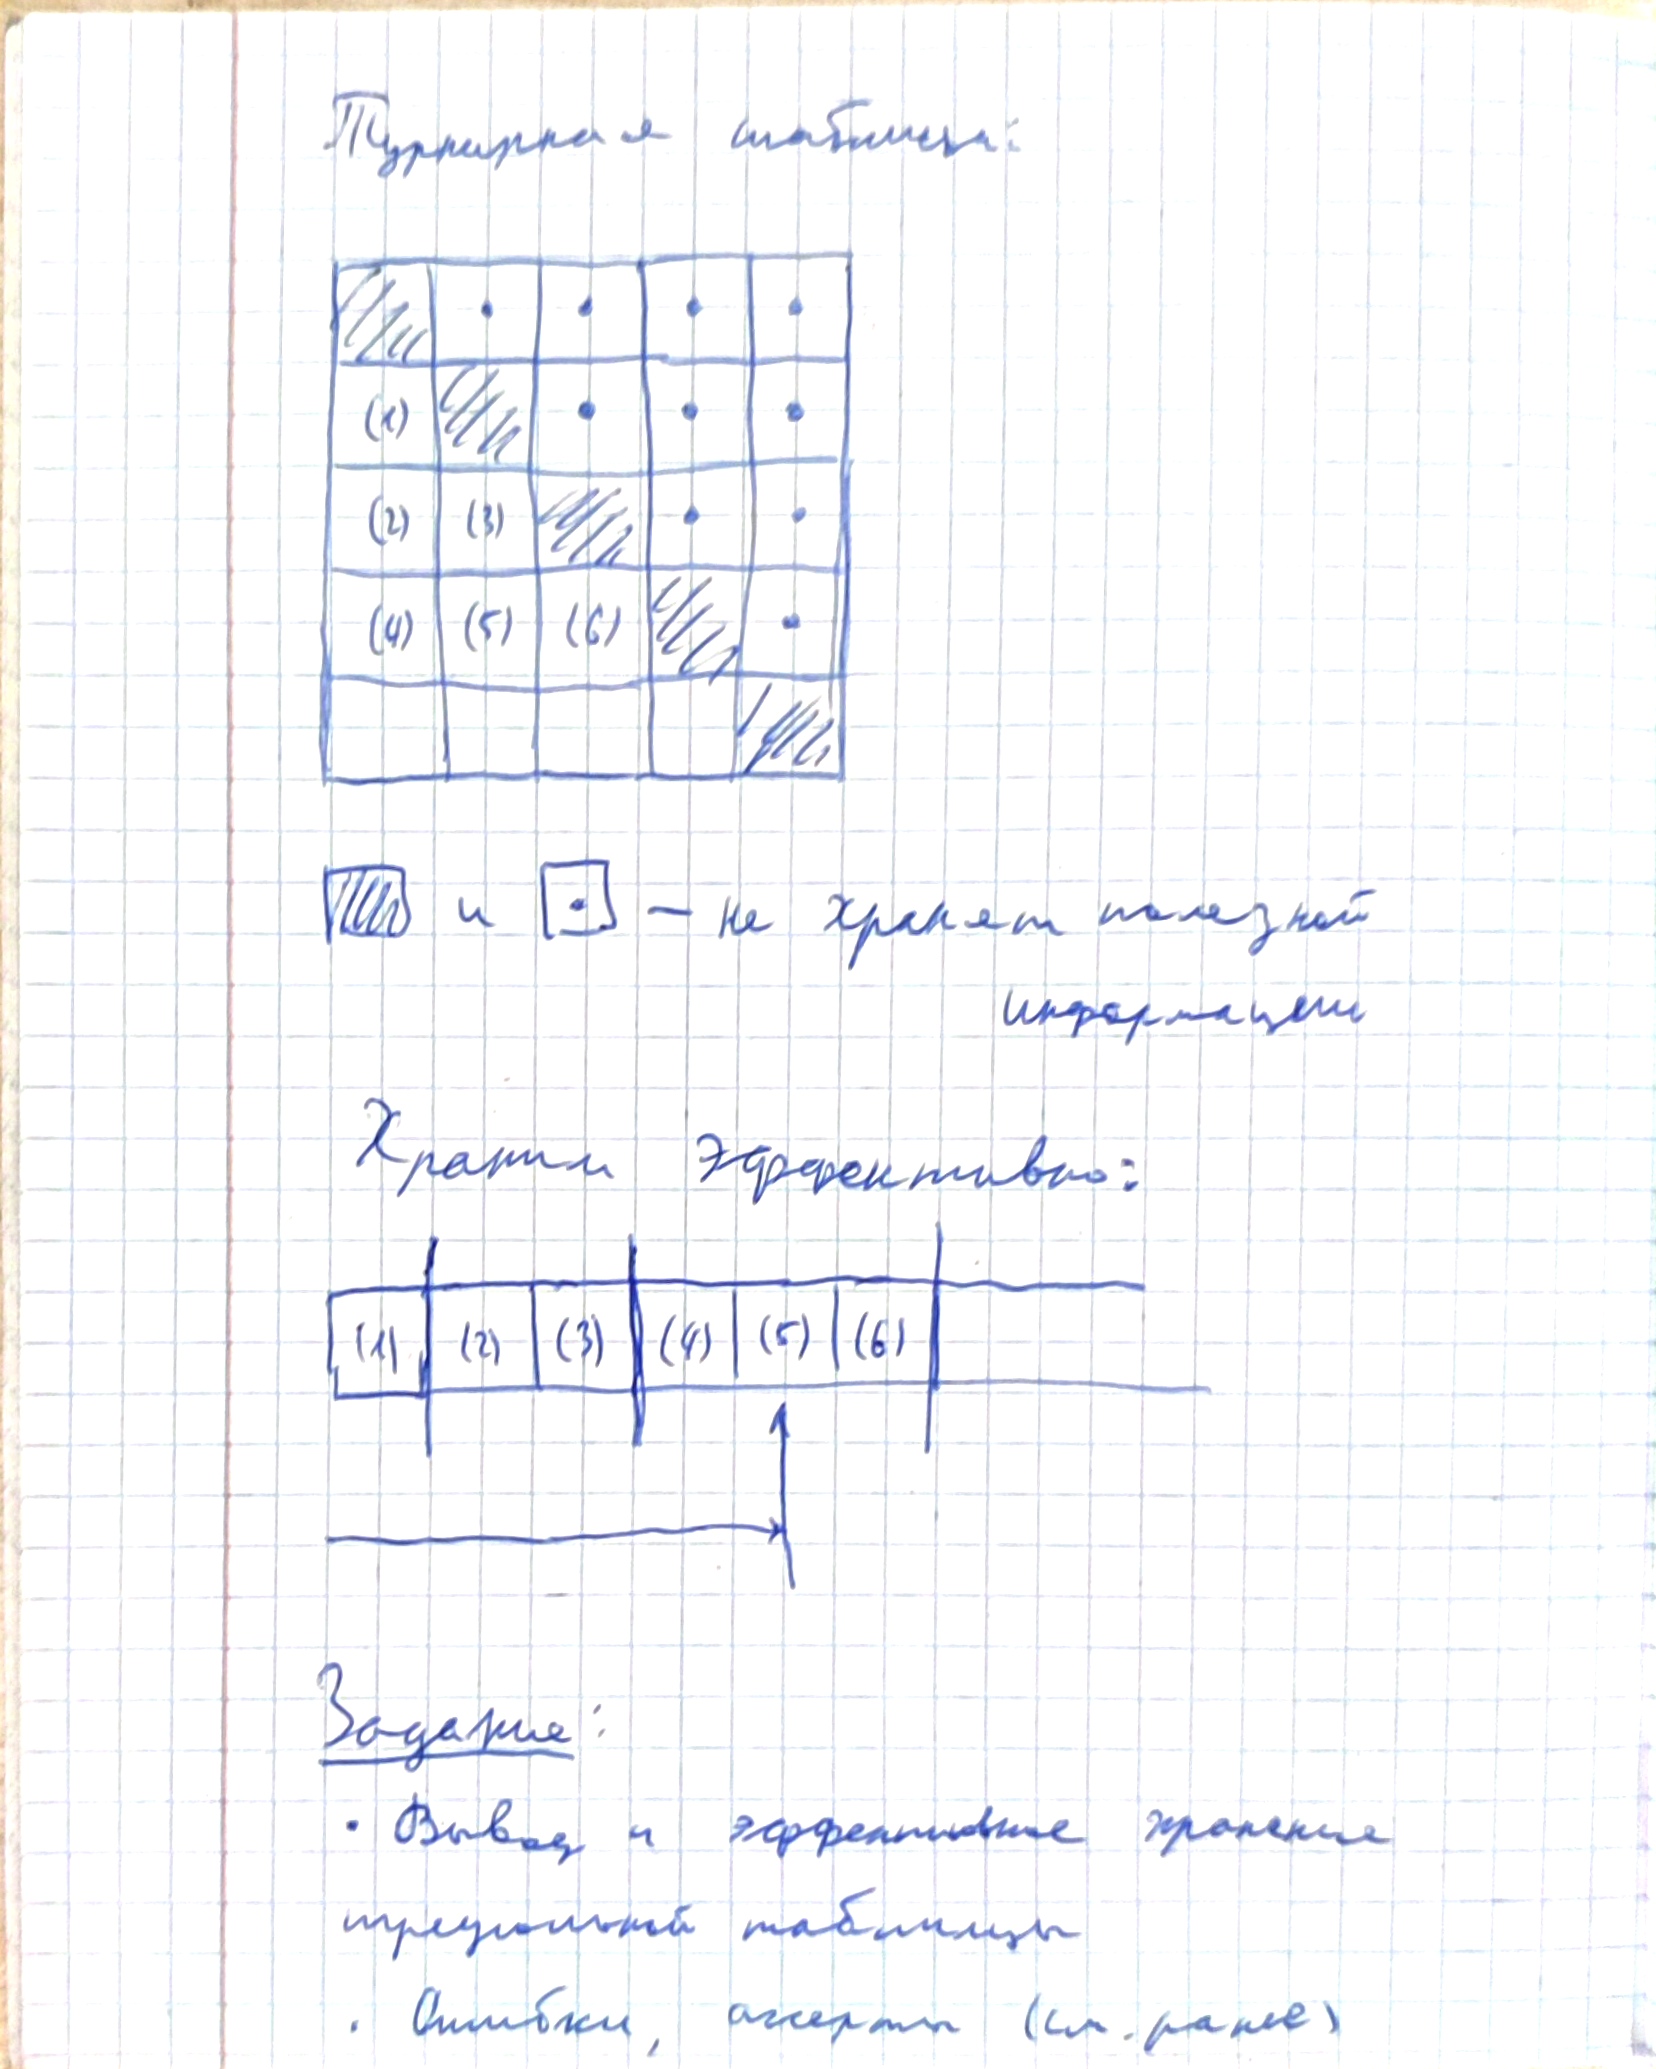 Турнирная таблица:
(1)
(2) (3)
(4) (5) (6)
и — не хранят полезной
информации
Храним эффективно:
(1) (2) (3) (4) (5) (6)
Задание:
• Вывод и эффективное хранение
треугольной таблицы
• Ошибки, ассерты (см. ранее)